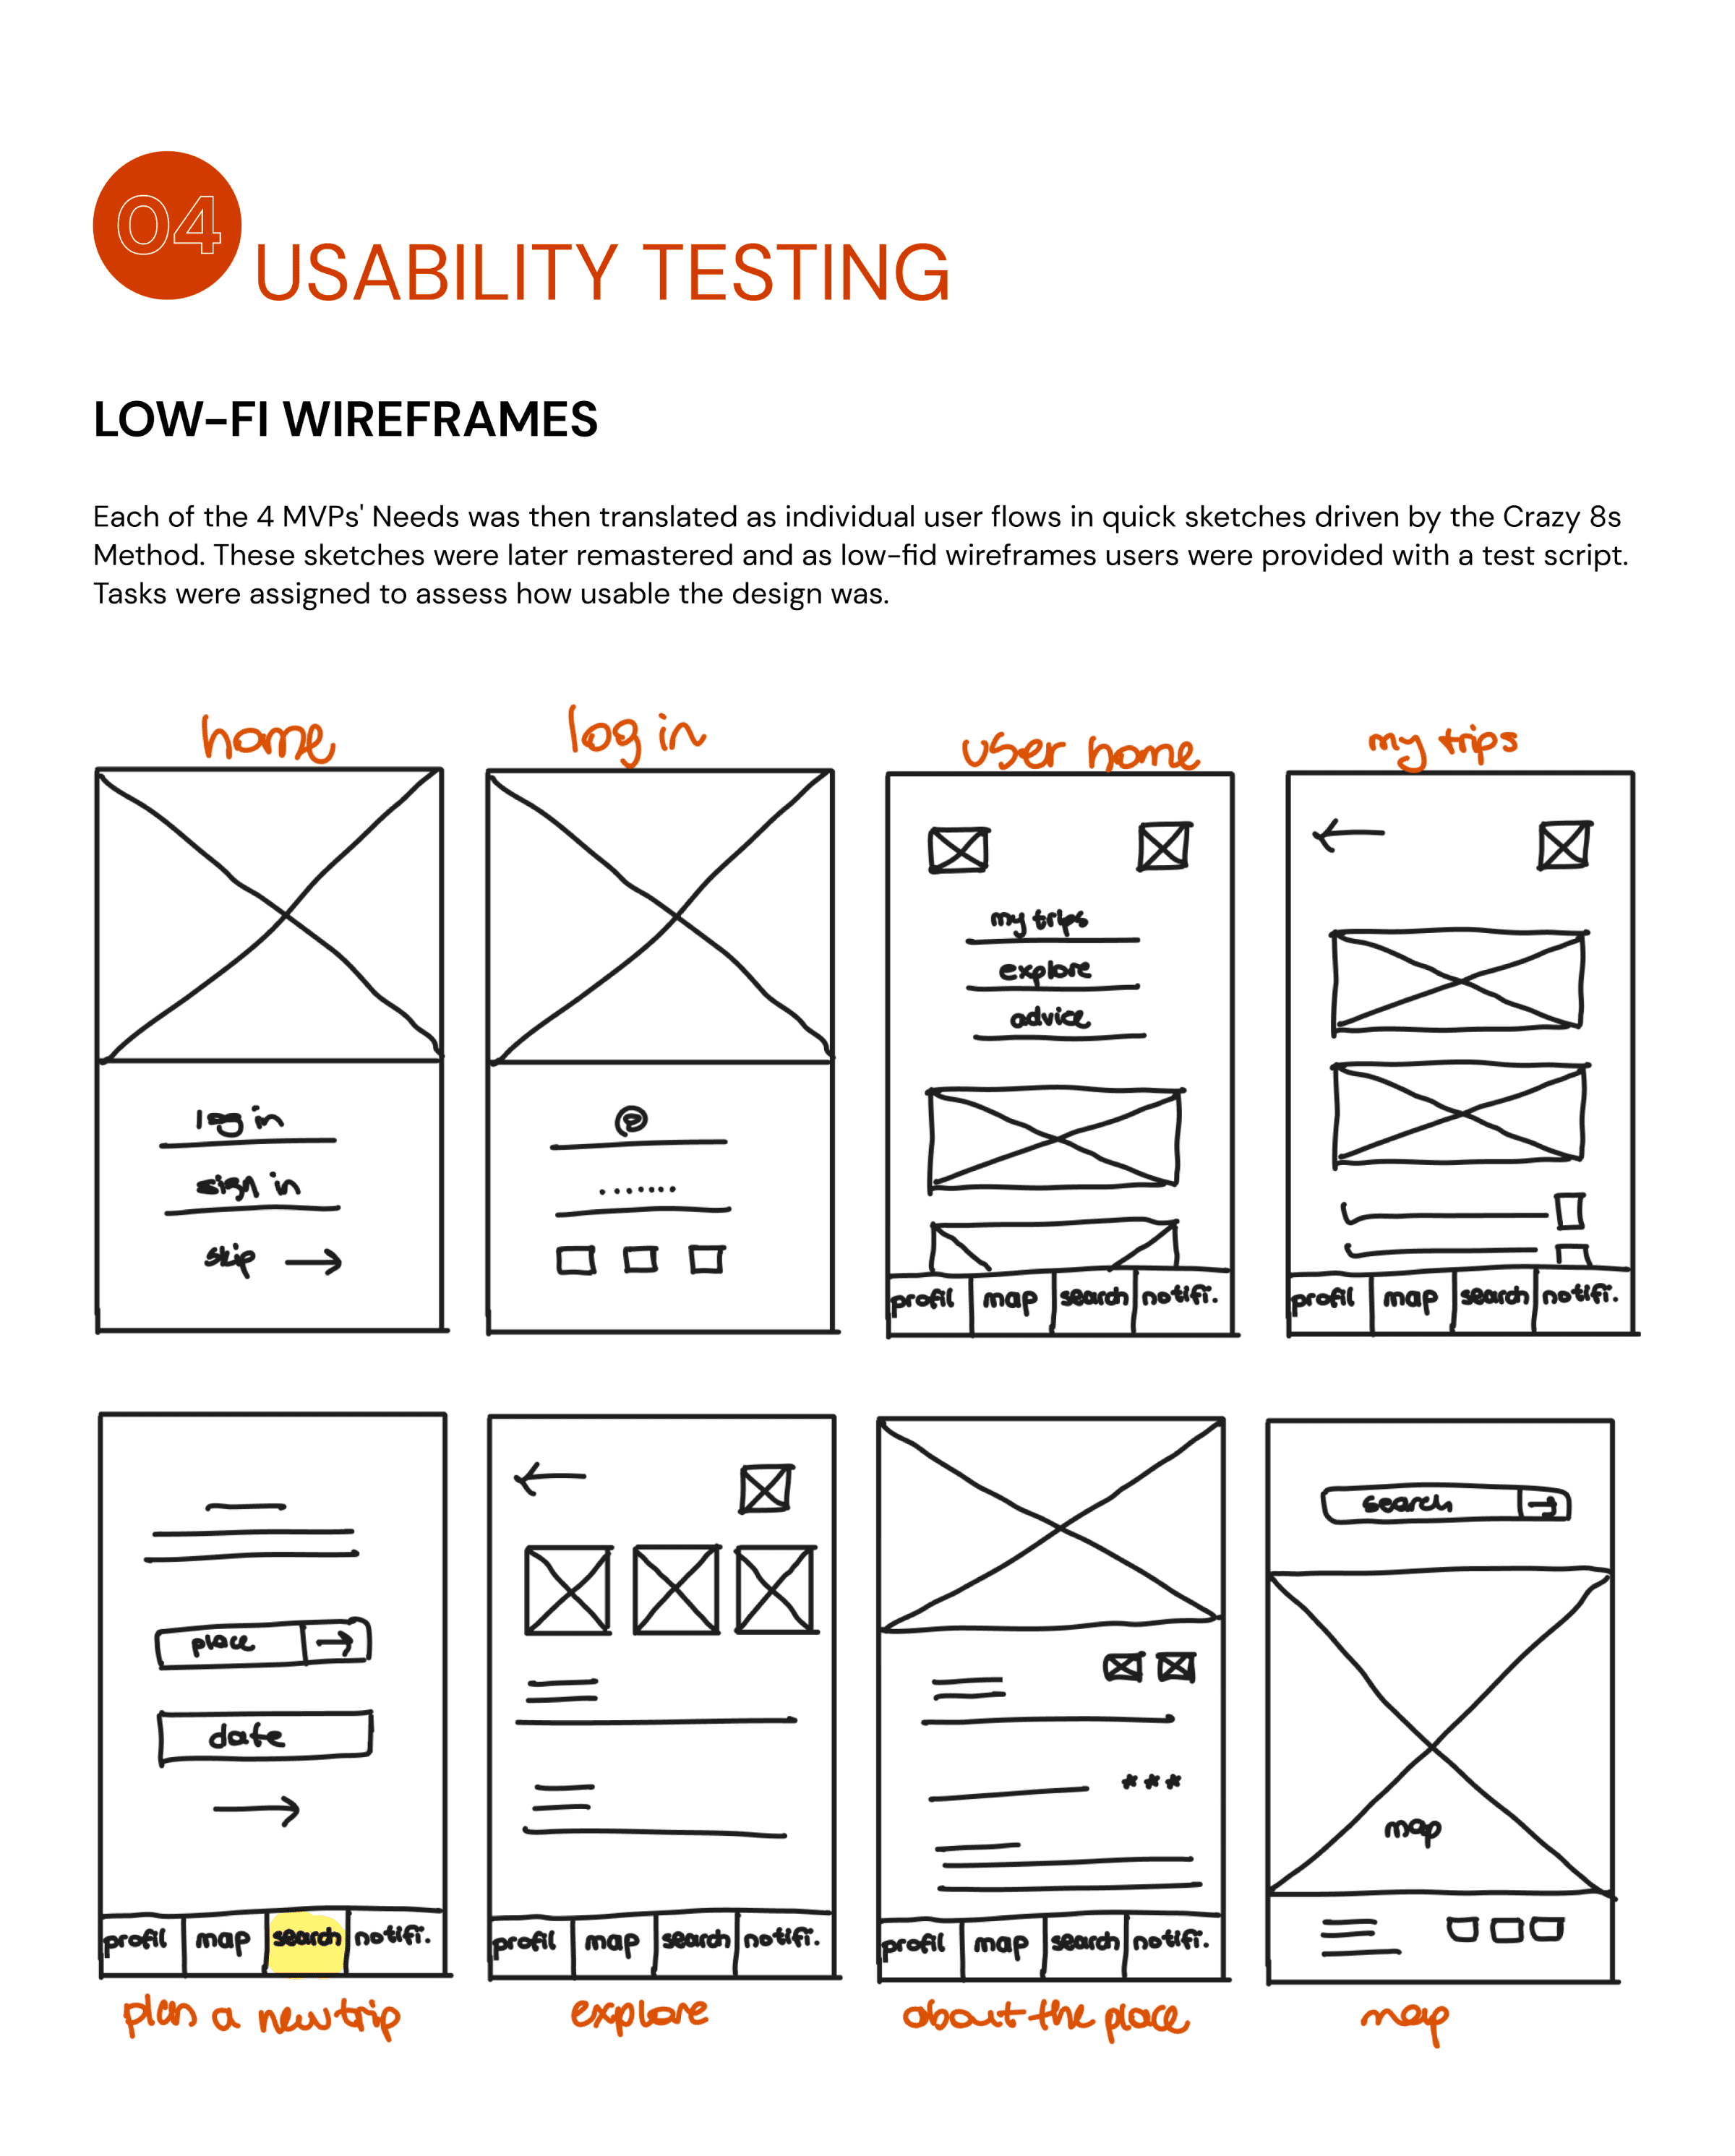 04
USABILITY TESTING
LOW-FI WIREFRAMES
Each of the 4 MVPs' Needs was then translated as individual user flows in quick sketches driven by the Crazy 8s
Method. These sketches were later remastered and as low-fid wireframes users were provided with a test script.
Tasks were assigned to assess how usable the design was.
home
log in
user home
my trips
log in
sign in
skip
@
my trips
explore
advice
profil map search notifi.
profil map search notifi.
place
date
profil map search notifi.
profil map search notifi.
***
profil map search notifi.
search
map
plan a new trip
explore
about the place
map